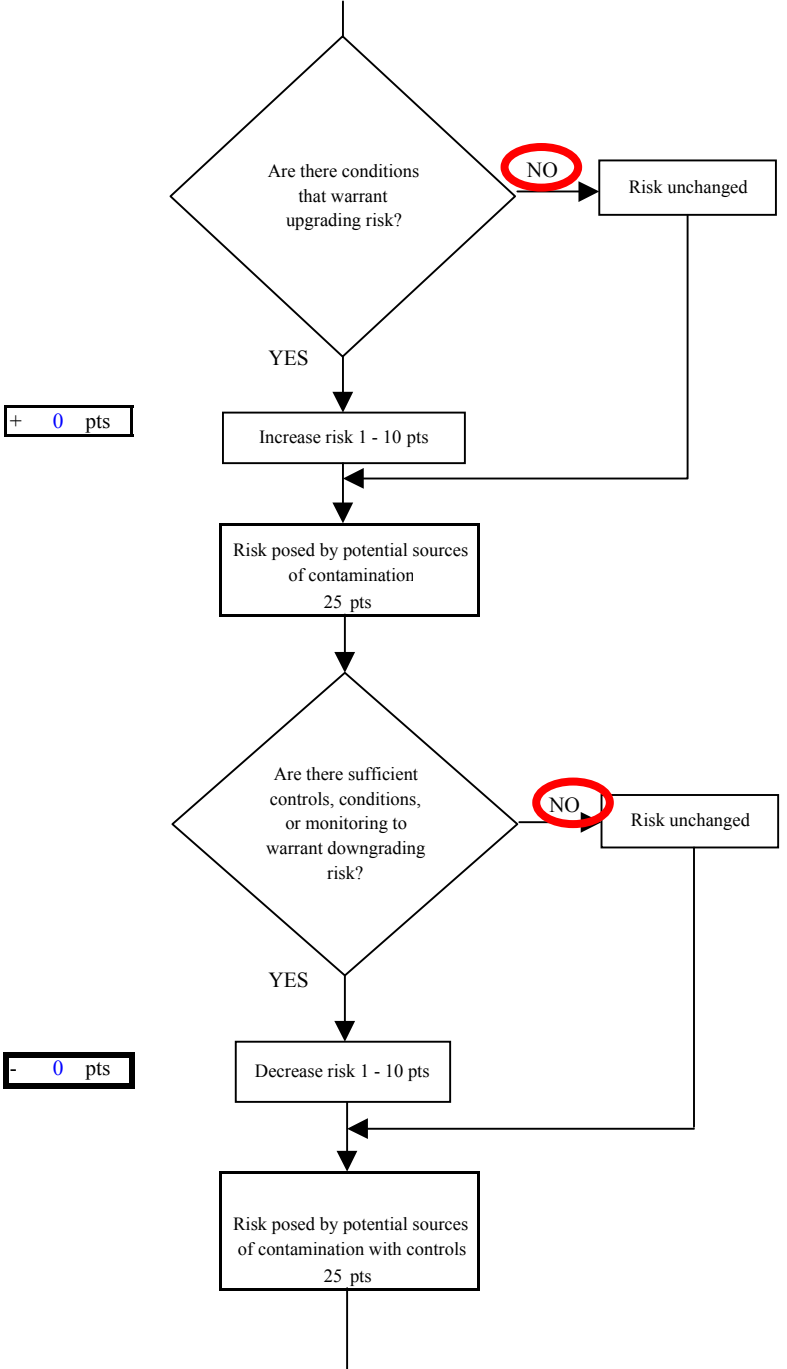 Are there conditions
that warrant
upgrading risk?
NO
Risk unchanged
YES
+ 0 pts
Increase risk 1 - 10 pts
Risk posed by potential sources
of contamination
25 pts
Are there sufficient
controls, conditions,
or monitoring to
warrant downgrading
risk?
NO
Risk unchanged
YES
- 0 pts
Decrease risk 1 - 10 pts
Risk posed by potential sources
of contamination with controls
25 pts